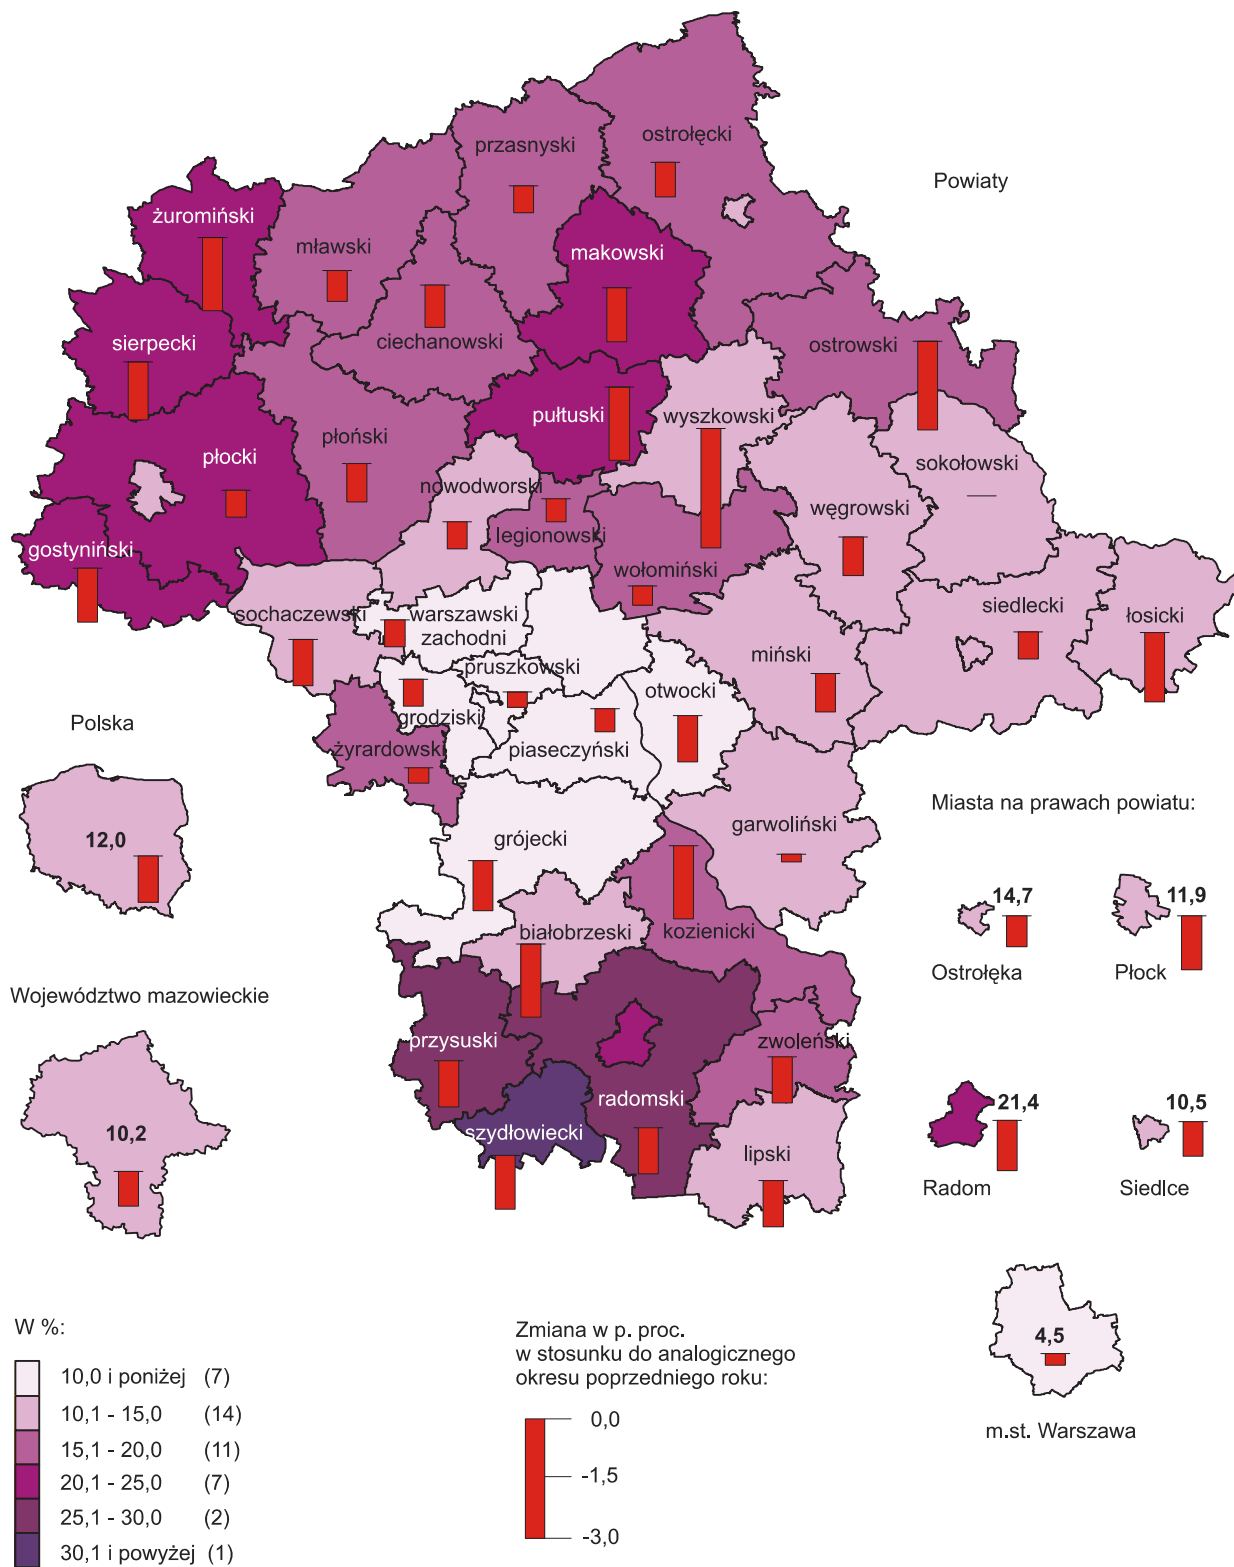 Powiaty
ostrołęcki
przasnyski
żuromiński
mławski
makowski
ciechanowski
sierpecki
ostrowski
pułtuski
wyszkowski
płoński
płocki
sokołowski
nowodworski
węgrowski
legionowski
gostyniński
wołomiński
siedlecki
łosicki
sochaczewski
warszawski
zachodni
miński
pruszkowski
otwocki
grodziski
piaseczyński
żyrardowski
garwoliński
grójecki
białobrzeski
kozienicki
przysuski
zwoleński
radomski
szydłowiecki
lipski
Polska
12,0
Województwo mazowieckie
10,2
Miasta na prawach powiatu:
14,7
Ostrołęka
11,9
Płock
21,4
Radom
10,5
Siedlce
4,5
m.st. Warszawa
W %:
10,0 i poniżej (7)
10,1 - 15,0 (14)
15,1 - 20,0 (11)
20,1 - 25,0 (7)
25,1 - 30,0 (2)
30,1 i powyżej (1)
Zmiana w p. proc.
w stosunku do analogicznego
okresu poprzedniego roku:
0,0
-1,5
-3,0